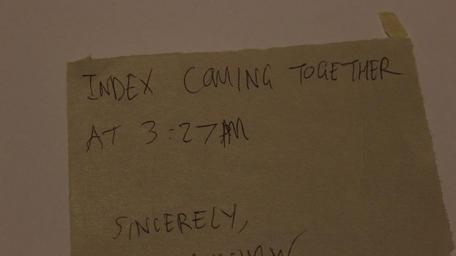 INDEX COMING TOGETHER
AT 3:27AM
SINCERELY,